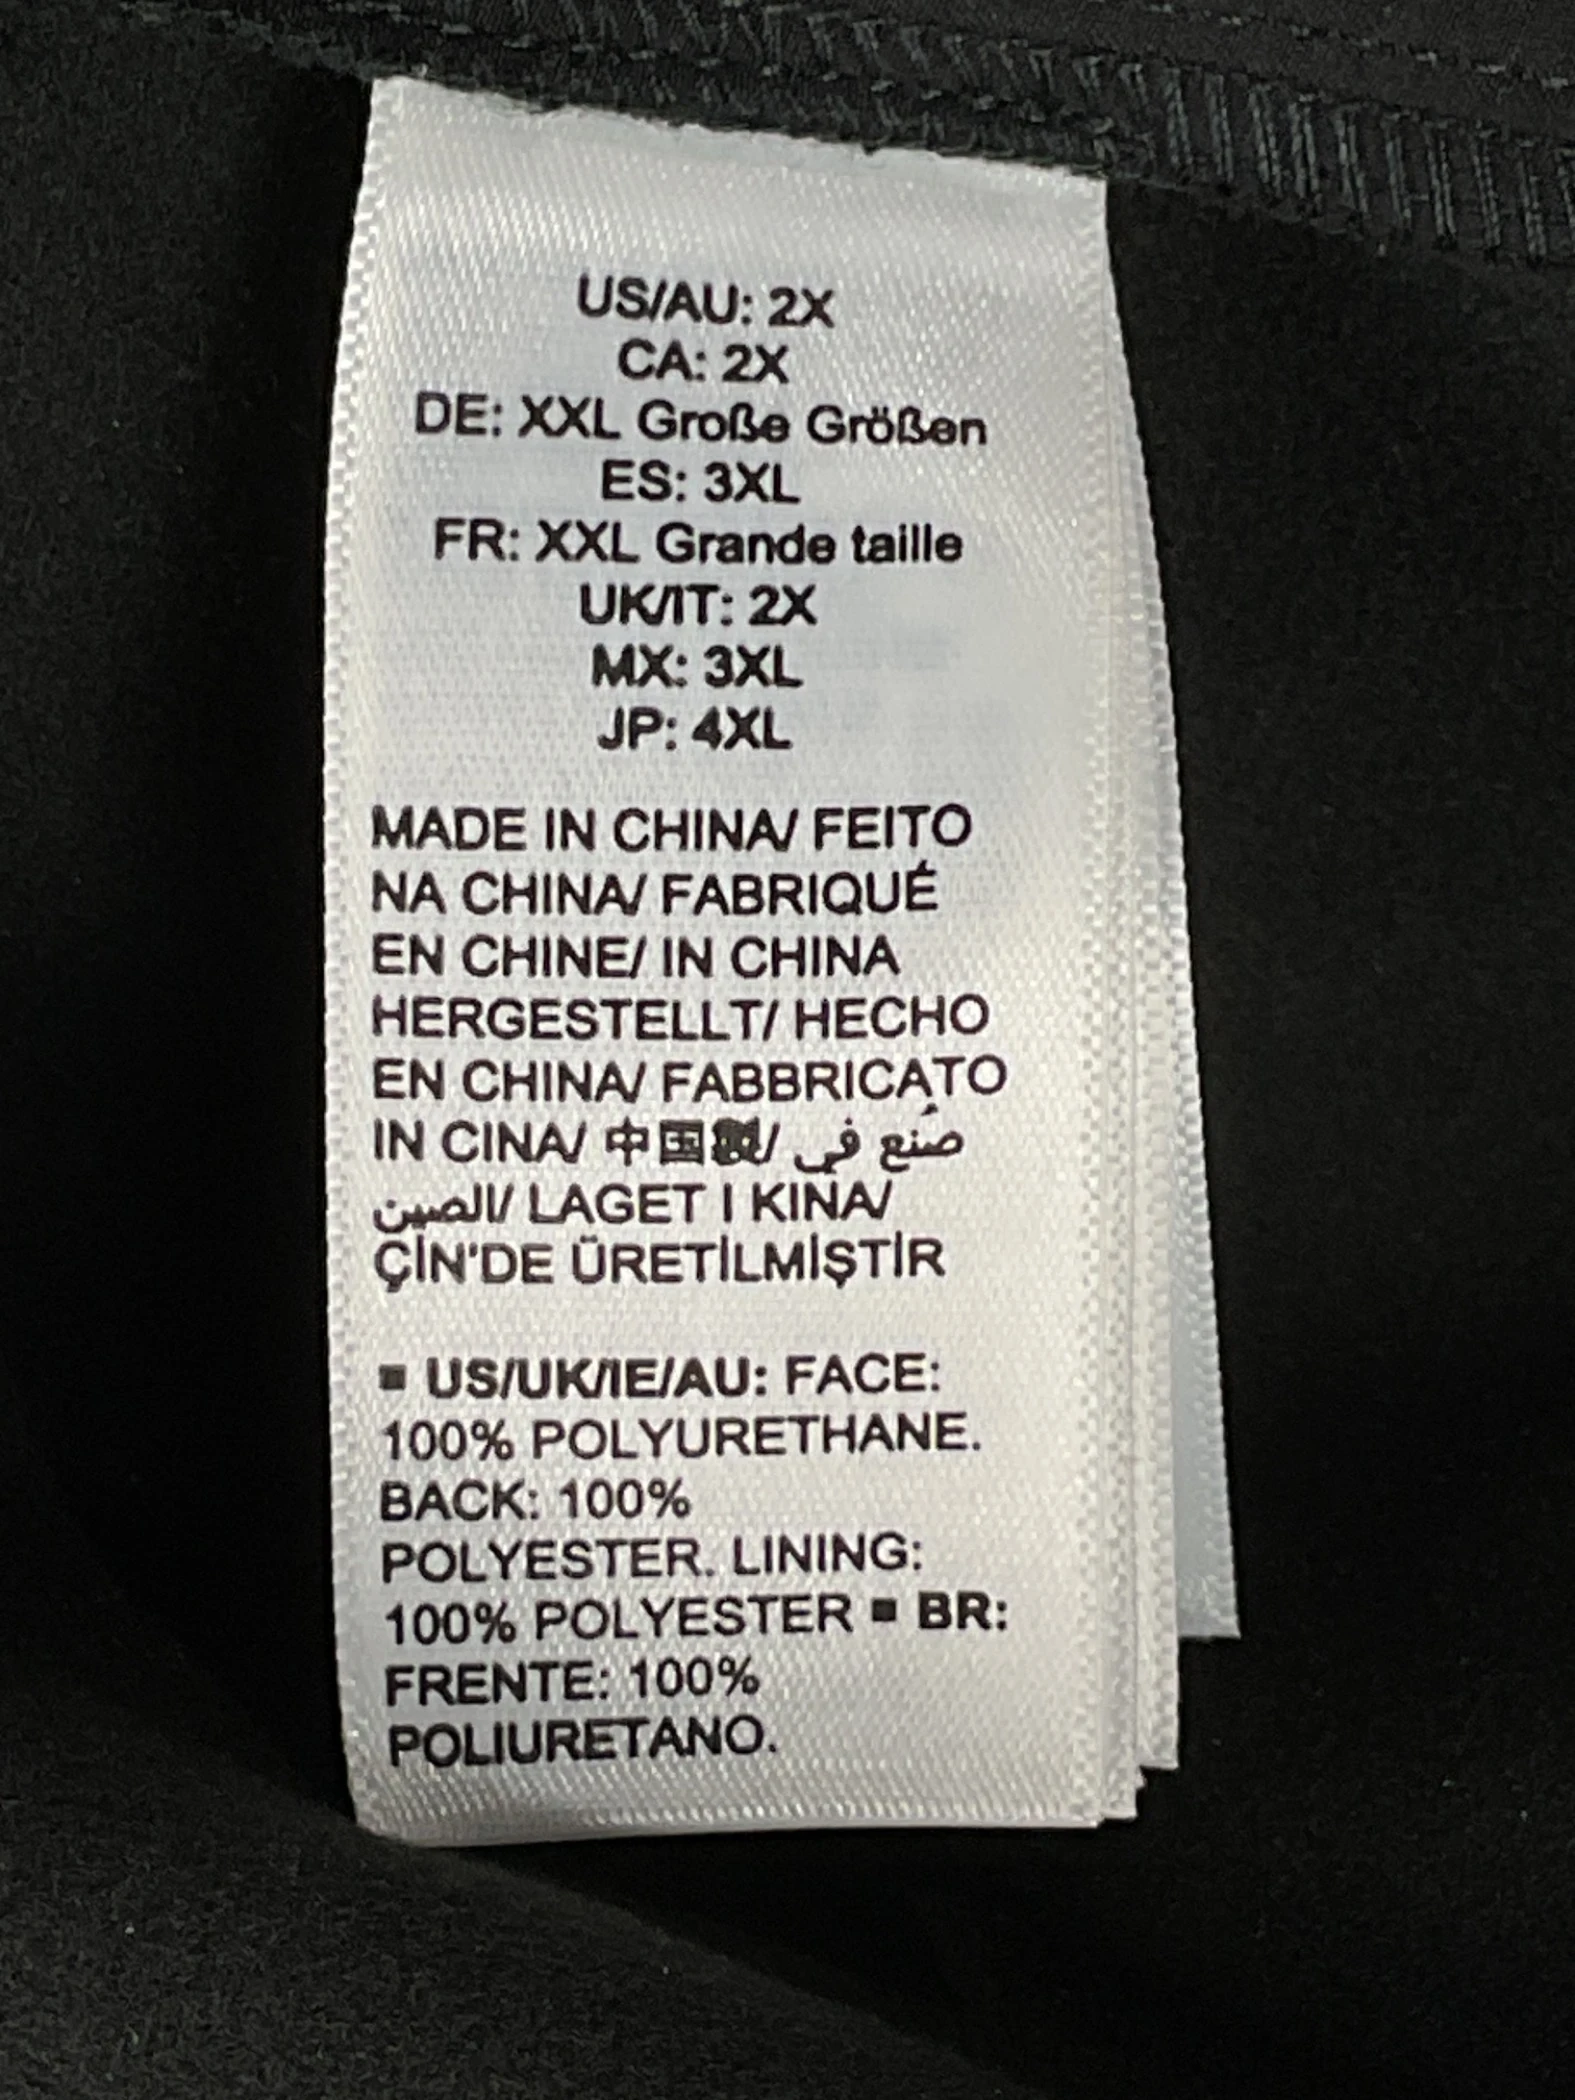 US/AU: 2X
CA: 2X
DE: XXL Große Größen
ES: 3XL
FR: XXL Grande taille
UK/IT: 2X
MX: 3XL
JP: 4XL
MADE IN CHINA/ FEITO
NA CHINA/ FABRIQUÉ
EN CHINE/ IN CHINA
HERGESTELLT/ HECHO
EN CHINA/ FABBRICATO
IN CINA/ 中国製/ صُنع في
الصين/ LAGET I KINA/
ÇİN'DE ÜRETİLMİŞTİR
▪ US/UK/IE/AU: FACE:
100% POLYURETHANE.
BACK: 100%
POLYESTER. LINING:
100% POLYESTER ▪ BR:
FRENTE: 100%
POLIURETANO.